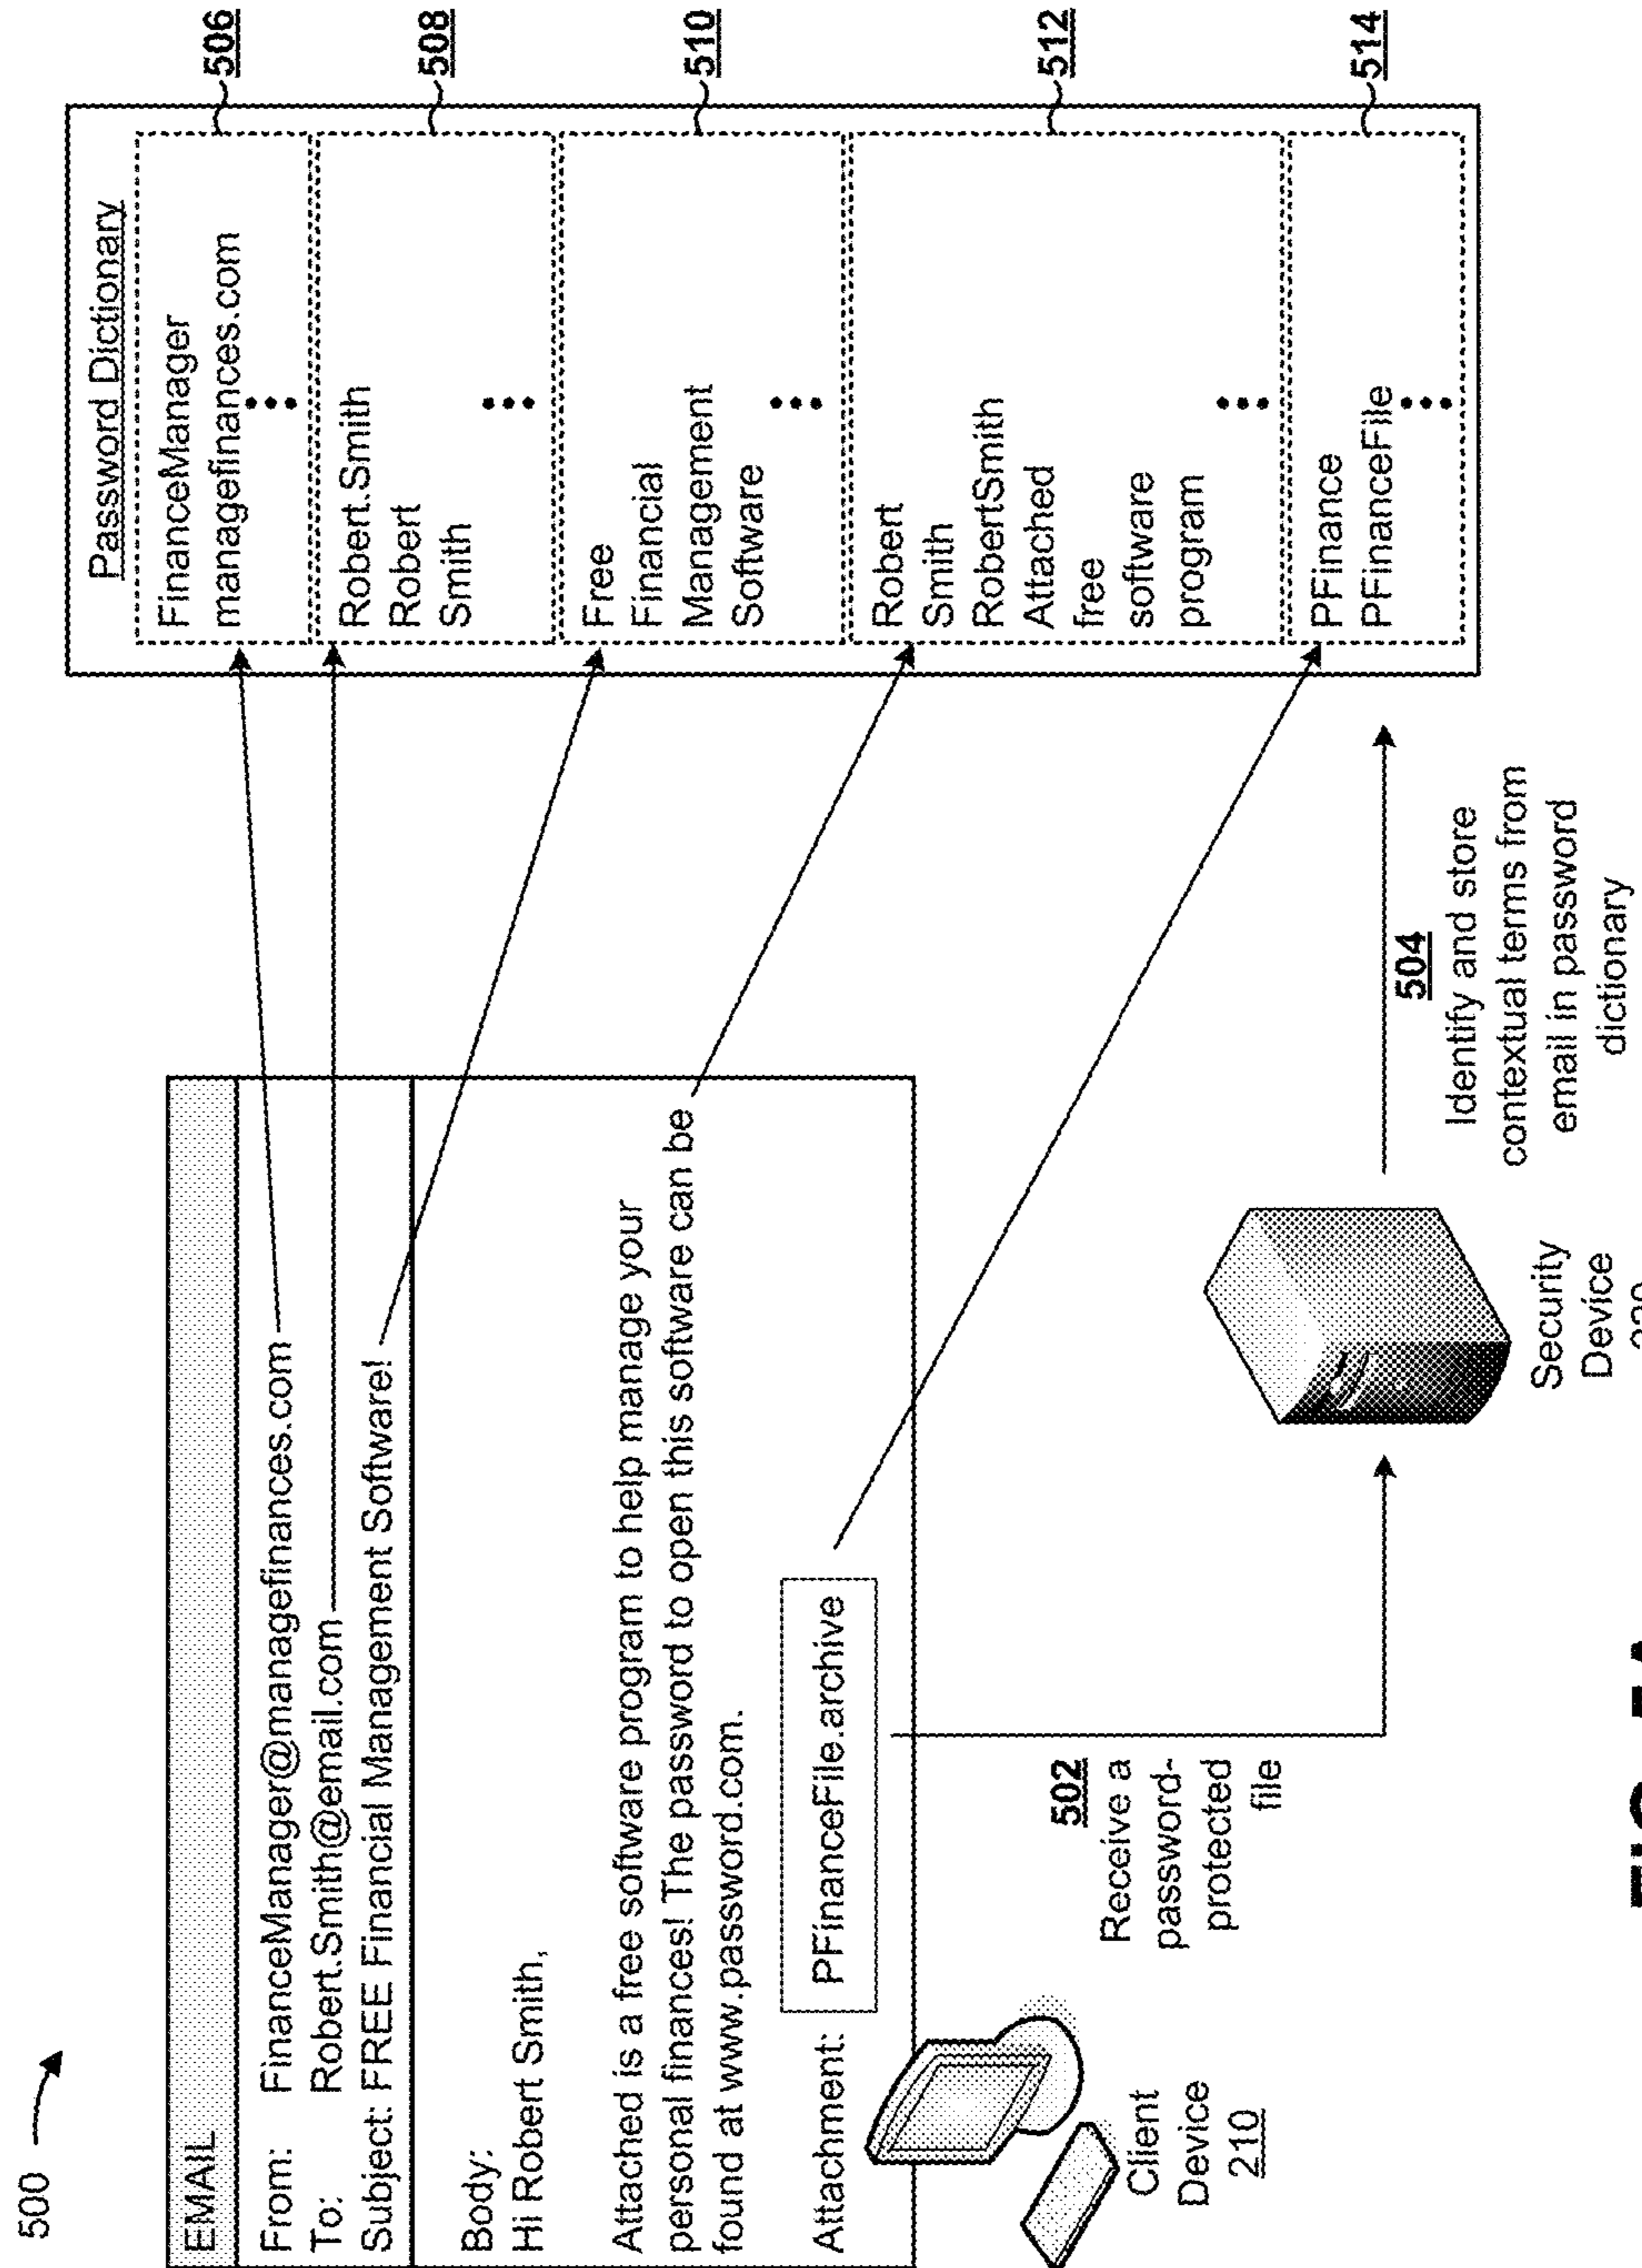 500
EMAIL
From: FinanceManager@managefinances.com
To: Robert.Smith@email.com
Subject: FREE Financial Management Software!
Body:
Hi Robert Smith,
Attached is a free software program to help manage your
personal finances! The password to open this software can be
found at www.password.com.
Attachment: PFinanceFile.archive
Client
Device
210
502
Receive a
password-
protected
file
Security
Device
504
Identify and store
contextual terms from
email in password
dictionary
Password Dictionary
FinanceManager
managefinances.com
506
Robert.Smith
Robert
Smith
508
Free
Financial
Management
Software
510
Robert
Smith
RobertSmith
Attached
free
software
program
512
PFinance
PFinanceFile
514